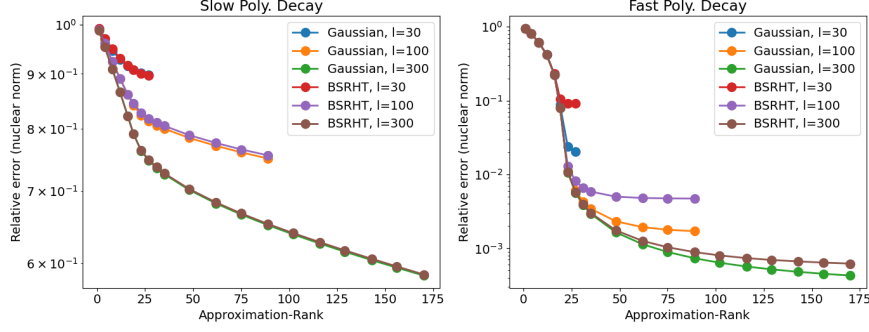 Slow Poly. Decay
Relative error (nuclear norm)
10⁰
9 × 10⁻¹
8 × 10⁻¹
7 × 10⁻¹
6 × 10⁻¹
Gaussian, l=30
Gaussian, l=100
Gaussian, l=300
BSRHT, l=30
BSRHT, l=100
BSRHT, l=300
0 25 50 75 100 125 150 175
Approximation-Rank
Fast Poly. Decay
Relative error (nuclear norm)
10⁰
10⁻¹
10⁻²
10⁻³
Gaussian, l=30
Gaussian, l=100
Gaussian, l=300
BSRHT, l=30
BSRHT, l=100
BSRHT, l=300
0 25 50 75 100 125 150 175
Approximation-Rank